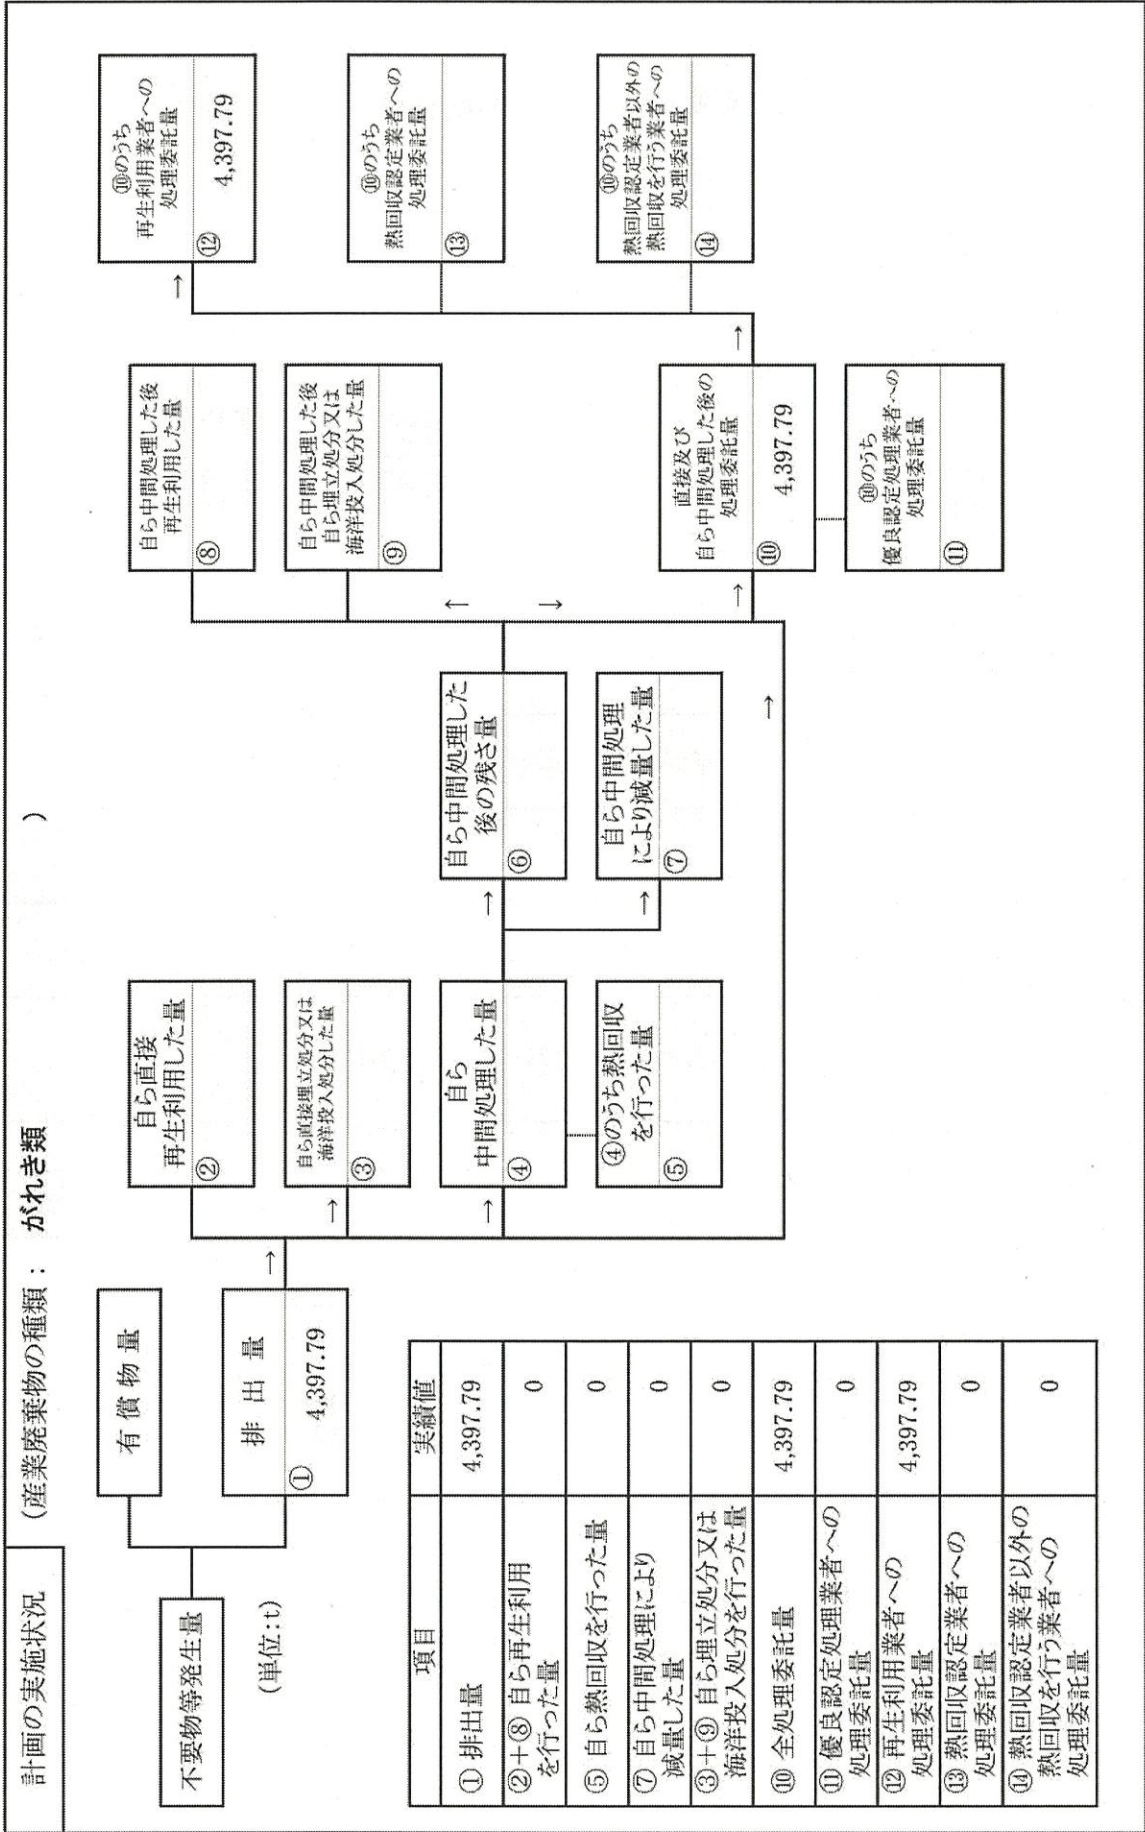 計画の実施状況
(産業廃棄物の種類： がれき類 )
不要物等発生量
(単位:t)
有償物量
排出量
① 4,397.79
→
自ら直接
再生利用した量
②
→
自ら直接埋立処分又は
海洋投入処分した量
③
→
自ら
中間処理した量
④
④のうち熱回収
を行った量
⑤
→
自ら中間処理した
後の残さ量
⑥
→
自ら中間処理
により減量した量
⑦
→
自ら中間処理した後
再生利用した量
⑧
自ら中間処理した後
自ら埋立処分又は
海洋投入処分した量
⑨
←
→
→
直接及び
自ら中間処理した後の
処理委託量
⑩ 4,397.79
⑩のうち
優良認定処理業者への
処理委託量
⑪
→
→
⑩のうち
再生利用業者への
処理委託量
⑫ 4,397.79
⑩のうち
熱回収認定業者への
処理委託量
⑬
⑩のうち
熱回収認定業者以外の
熱回収を行う業者への
処理委託量
⑭
項目 実績値
① 排出量 4,397.79
②+⑧ 自ら再生利用
を行った量 0
⑤ 自ら熱回収を行った量 0
⑦ 自ら中間処理により
減量した量 0
③+⑨ 自ら埋立処分又は
海洋投入処分を行った量 0
⑩ 全処理委託量 4,397.79
⑪ 優良認定処理業者への
処理委託量 0
⑫ 再生利用業者への
処理委託量 4,397.79
⑬ 熱回収認定業者への
処理委託量 0
⑭ 熱回収認定業者以外の
熱回収を行う業者への
処理委託量 0